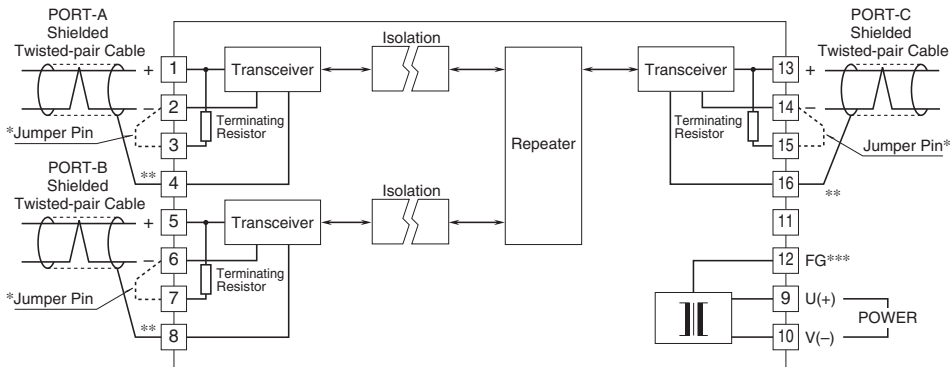 PORT-A
Shielded
Twisted-pair Cable
+
1
–
2
*Jumper Pin
3
**
4
Transceiver
Terminating
Resistor
Isolation
PORT-B
Shielded
Twisted-pair Cable
+
5
–
6
*Jumper Pin
7
**
8
Transceiver
Terminating
Resistor
Isolation
Repeater
Transceiver
Terminating
Resistor
PORT-C
Shielded
Twisted-pair Cable
13 +
14 –
15
Jumper Pin*
16
**
11
12 FG***
9 U(+)
POWER
10 V(–)